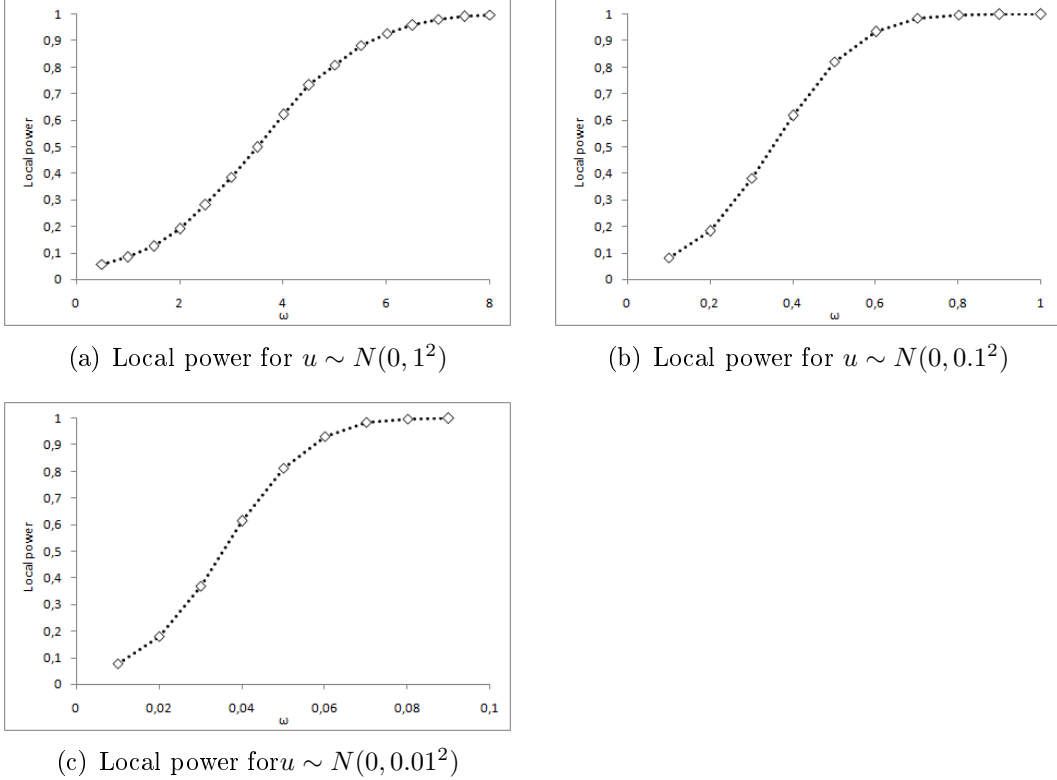 1
0,9
0,8
0,7
0,6
0,5
0,4
0,3
0,2
0,1
0
Local power
0 2 4 6 8
ω
(a) Local power for u ∼ N(0, 1²)
1
0,9
0,8
0,7
0,6
0,5
0,4
0,3
0,2
0,1
0
Local power
0 0,2 0,4 0,6 0,8 1
ω
(b) Local power for u ∼ N(0, 0.1²)
1
0,9
0,8
0,7
0,6
0,5
0,4
0,3
0,2
0,1
0
Local power
0 0,02 0,04 0,06 0,08 0,1
ω
(c) Local power foru ∼ N(0, 0.01²)